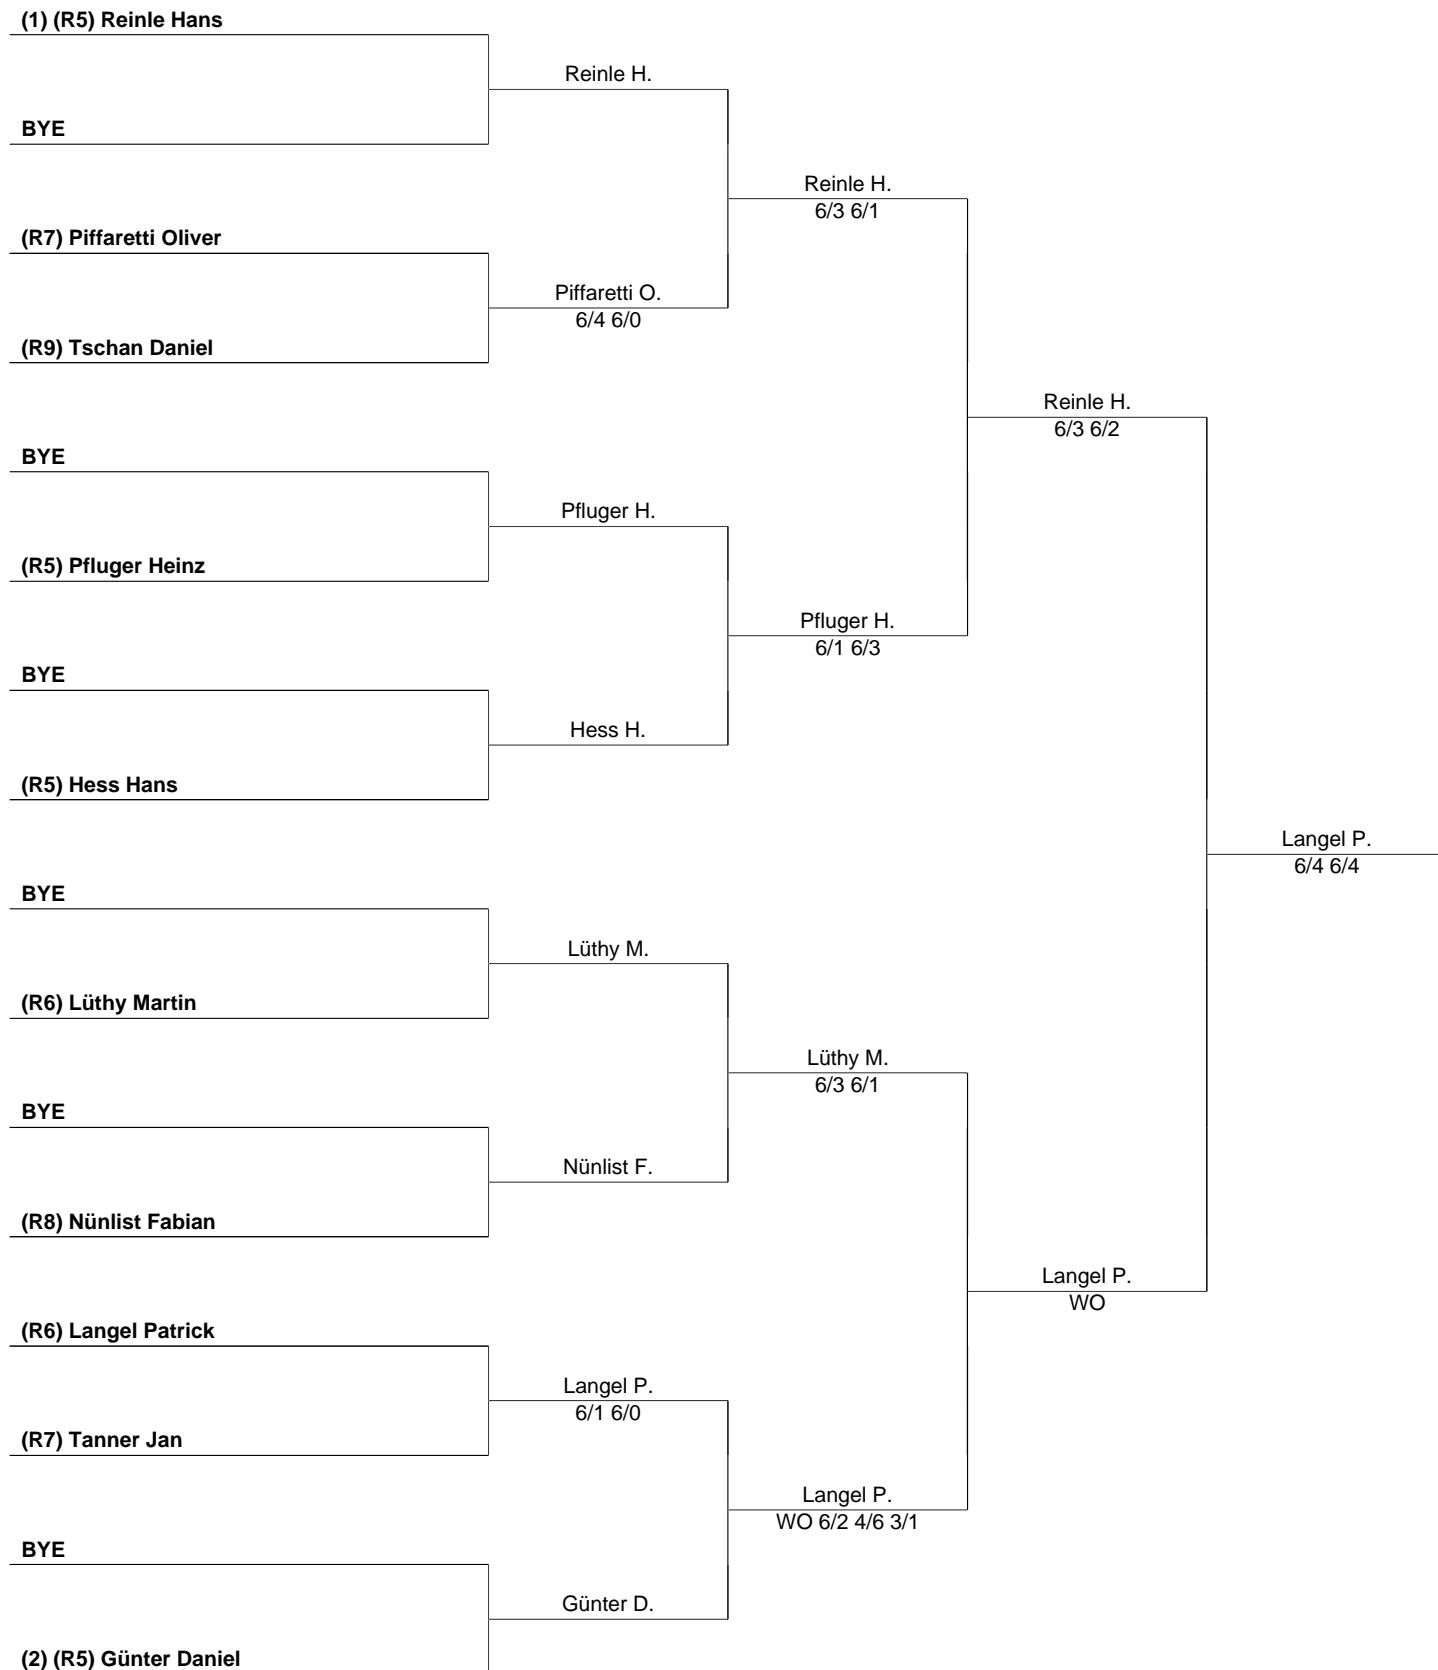 (1) (R5) Reinle Hans
Reinle H.
BYE
Reinle H.
6/3 6/1
(R7) Piffaretti Oliver
Piffaretti O.
6/4 6/0
(R9) Tschan Daniel
Reinle H.
6/3 6/2
BYE
Pfluger H.
(R5) Pfluger Heinz
Pfluger H.
6/1 6/3
BYE
Hess H.
(R5) Hess Hans
Langel P.
6/4 6/4
BYE
Lüthy M.
(R6) Lüthy Martin
Lüthy M.
6/3 6/1
BYE
Nünlist F.
(R8) Nünlist Fabian
Langel P.
WO
(R6) Langel Patrick
Langel P.
6/1 6/0
(R7) Tanner Jan
Langel P.
WO 6/2 4/6 3/1
BYE
Günter D.
(2) (R5) Günter Daniel